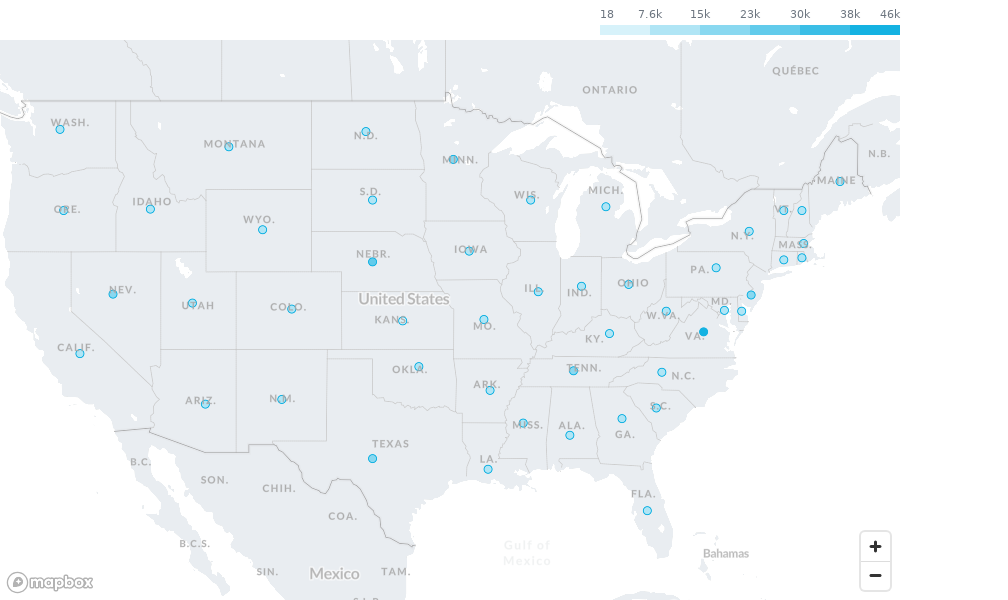 18 7.6k 15k 23k 30k 38k 46k
QUÉBEC
ONTARIO
WASH.
MONTANA
N.D.
MINN.
N.B.
MAINE
ORE.
IDAHO
WYO.
S.D.
WIS.
MICH.
VT.
N.Y.
MASS.
NEBR.
IOWA
PA.
NEV.
UTAH
COLO.
United States
KANS.
ILL.
IND.
OHIO
MD.
W.VA.
VA.
CALIF.
MO.
KY.
ARIZ.
N.M.
OKLA.
ARK.
TENN.
N.C.
S.C.
MISS.
ALA.
GA.
TEXAS
LA.
B.C.
SON.
CHIH.
COA.
FLA.
B.C.S.
SIN.
Mexico
TAM.
Gulf of
Mexico
Bahamas
+
−
mapbox